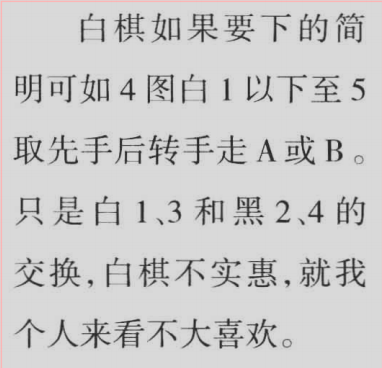 白棋如果要下的简
明可如4图白1以下至5
取先手后转手走A或B。
只是白1、3和黑2、4的
交换,白棋不实惠,就我
个人来看不大喜欢。